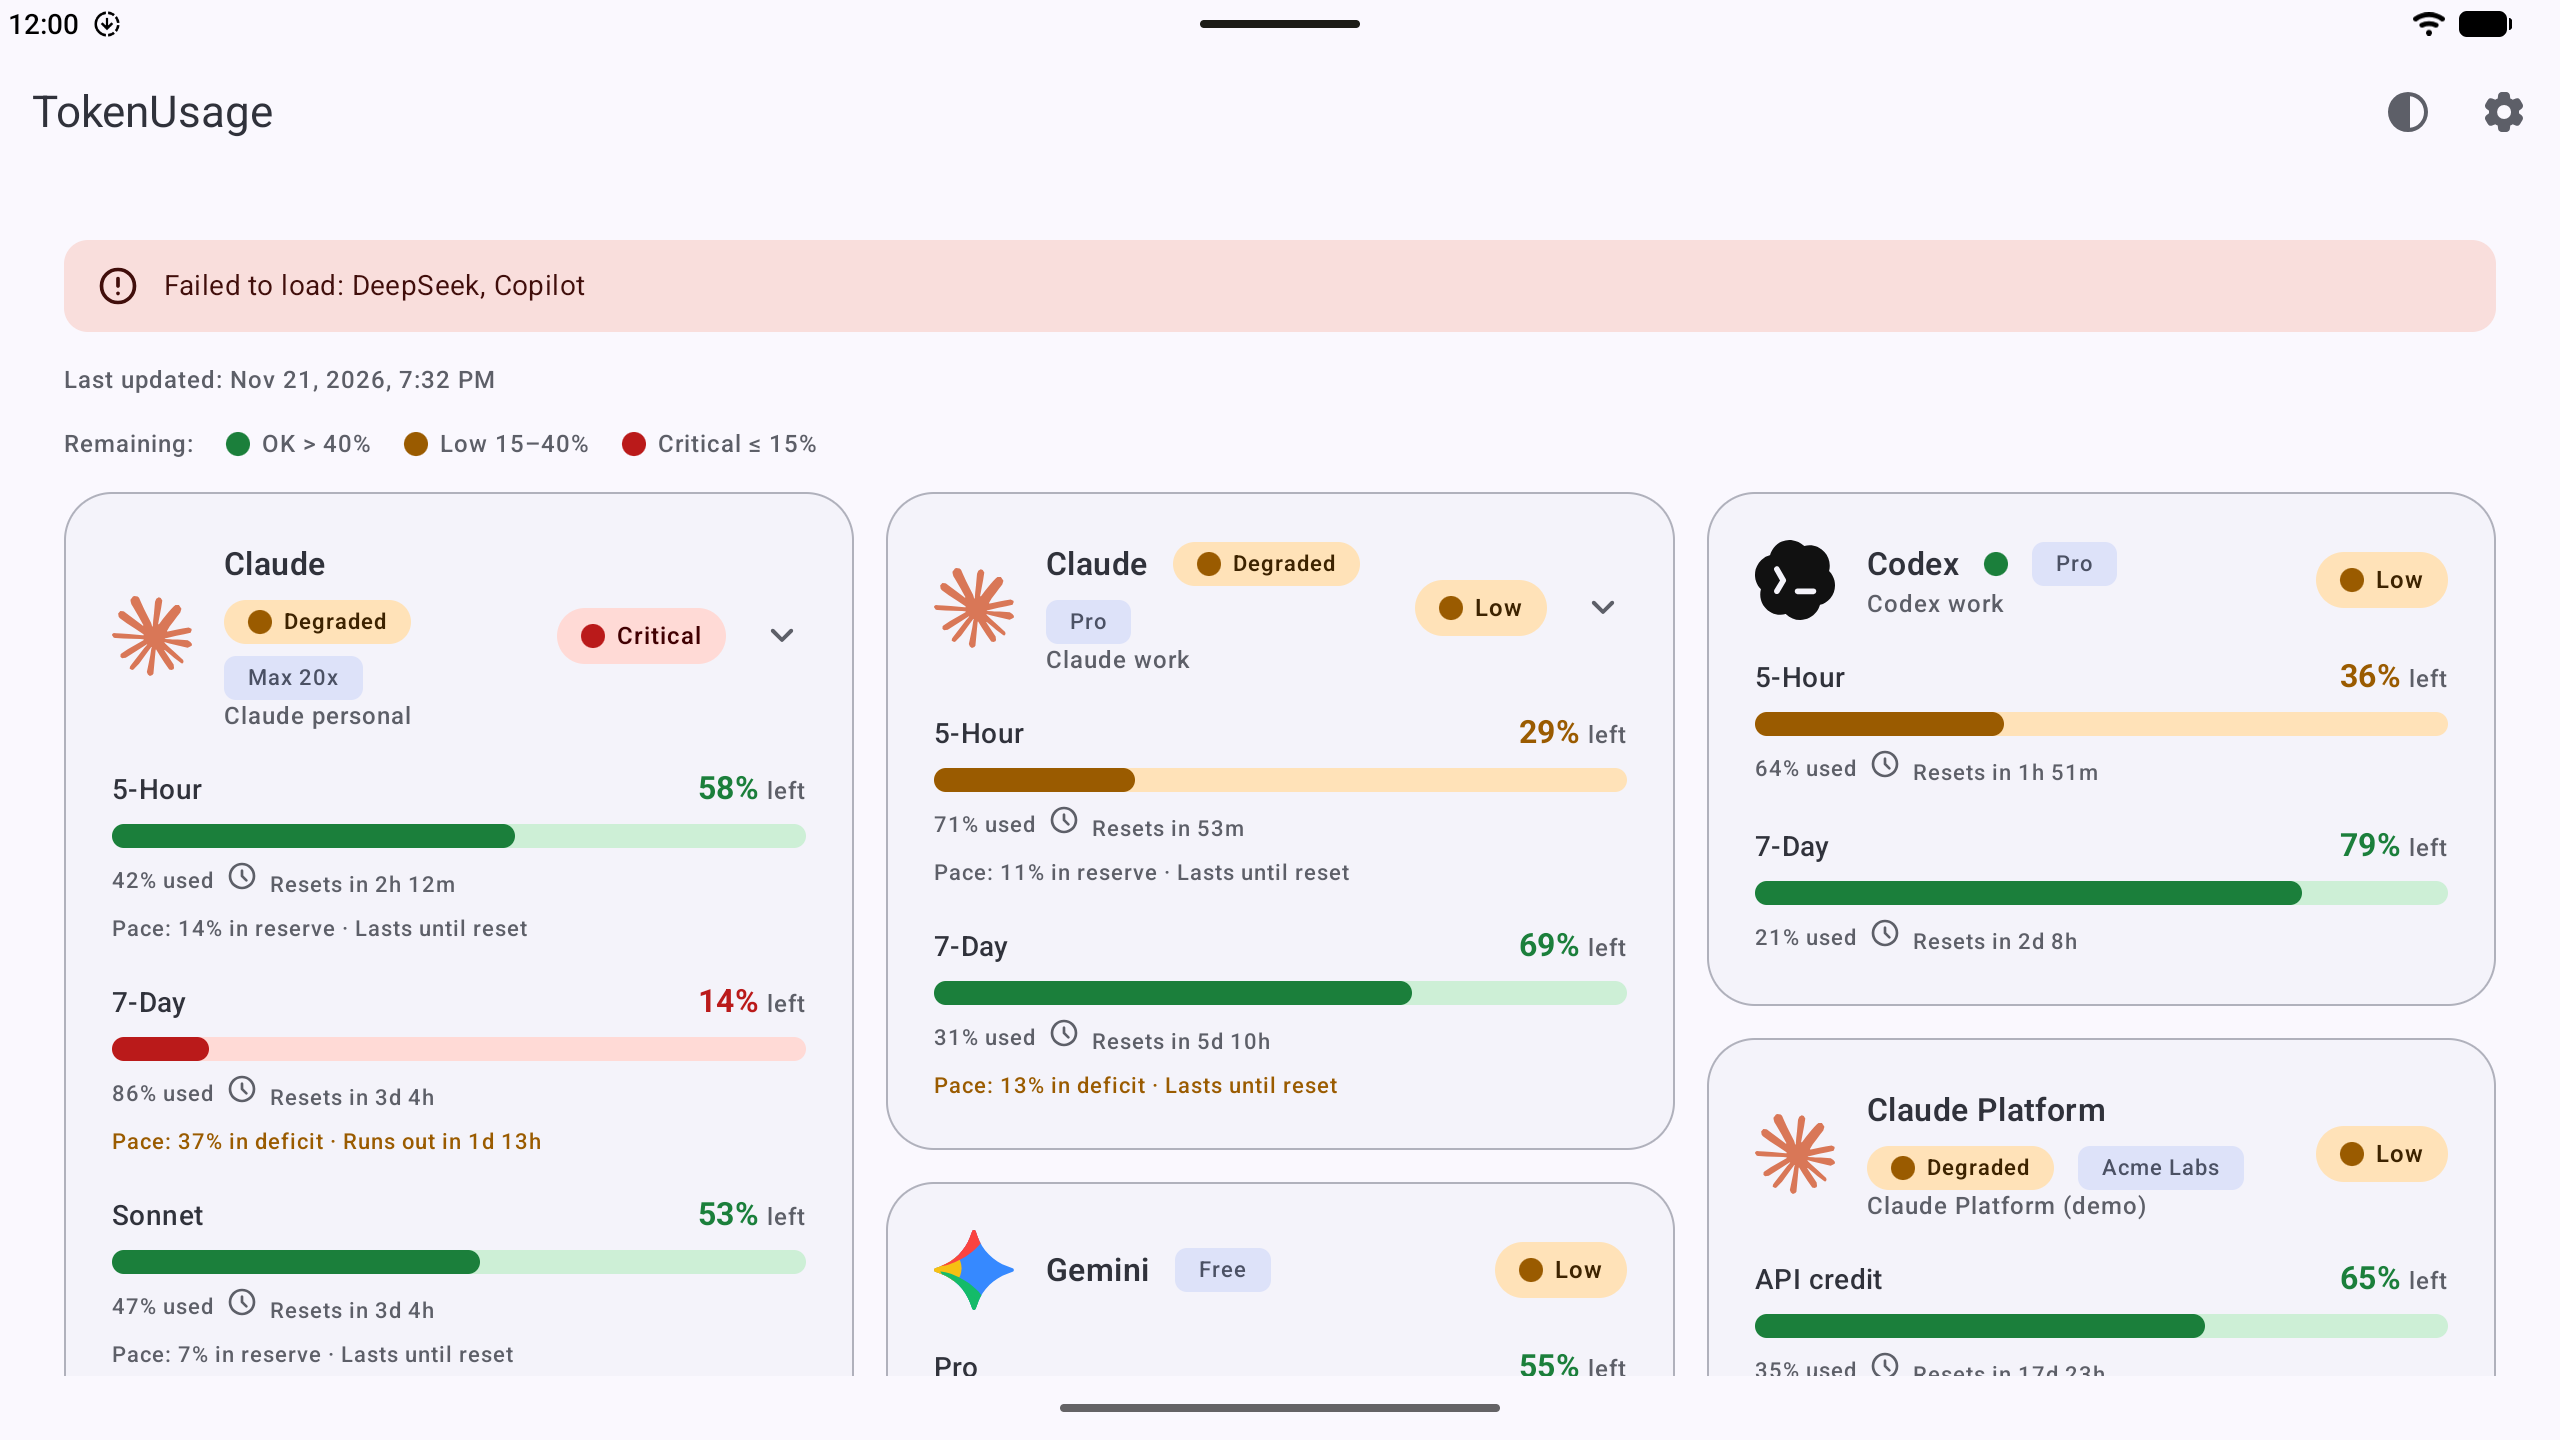 12:00
TokenUsage
Failed to load: DeepSeek, Copilot
Last updated: Nov 21, 2026, 7:32 PM
Remaining: OK > 40% Low 15–40% Critical ≤ 15%
Claude
Degraded
Max 20x
Claude personal
Critical
5-Hour 58% left
42% used Resets in 2h 12m
Pace: 14% in reserve · Lasts until reset
7-Day 14% left
86% used Resets in 3d 4h
Pace: 37% in deficit · Runs out in 1d 13h
Sonnet 53% left
47% used Resets in 3d 4h
Pace: 7% in reserve · Lasts until reset
Claude Degraded
Pro
Claude work
Low
5-Hour 29% left
71% used Resets in 53m
Pace: 11% in reserve · Lasts until reset
7-Day 69% left
31% used Resets in 5d 10h
Pace: 13% in deficit · Lasts until reset
Gemini Free Low
Pro 55% left
Codex Pro
Codex work
Low
5-Hour 36% left
64% used Resets in 1h 51m
7-Day 79% left
21% used Resets in 2d 8h
Claude Platform
Degraded Acme Labs
Claude Platform (demo)
Low
API credit 65% left
35% used Resets in 17d 23h